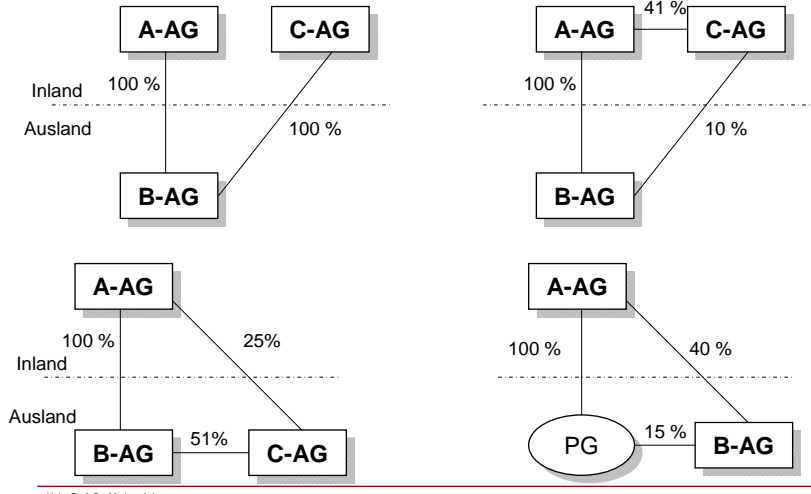 A-AG C-AG
100 %
Inland
Ausland
100 %
B-AG
41 %
A-AG C-AG
100 %
10 %
B-AG
A-AG
100 %
25%
Inland
Ausland
B-AG 51% C-AG
A-AG
100 %
40 %
PG 15 % B-AG